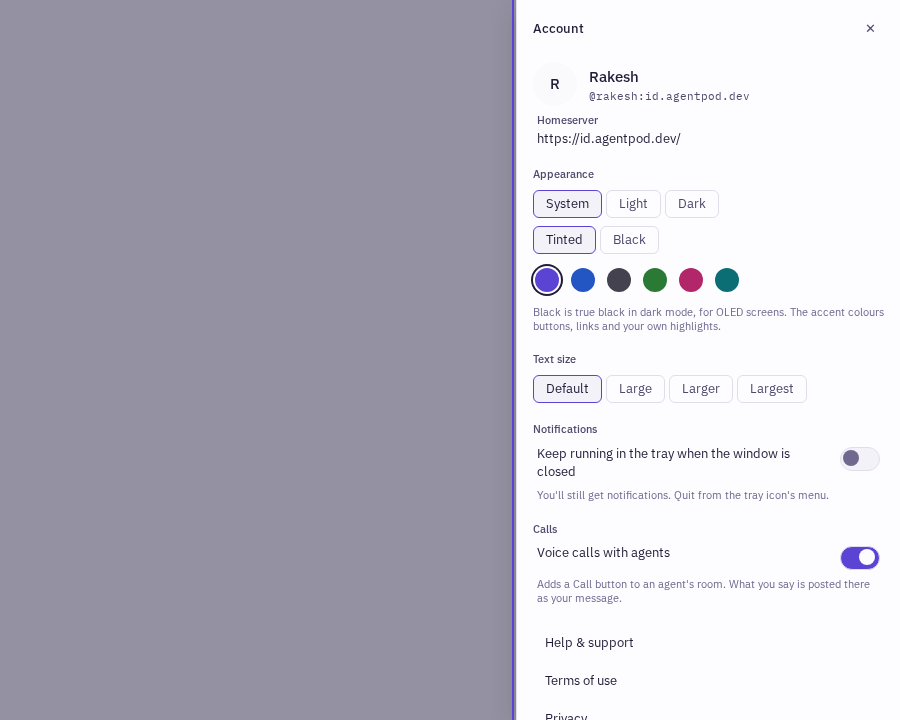 Account
✕
R
Rakesh
@rakesh:id.agentpod.dev
Homeserver
https://id.agentpod.dev/
Appearance
System Light Dark
Tinted Black
Black is true black in dark mode, for OLED screens. The accent colours
buttons, links and your own highlights.
Text size
Default Large Larger Largest
Notifications
Keep running in the tray when the window is
closed
You'll still get notifications. Quit from the tray icon's menu.
Calls
Voice calls with agents
Adds a Call button to an agent's room. What you say is posted there
as your message.
Help & support
Terms of use
Privacy